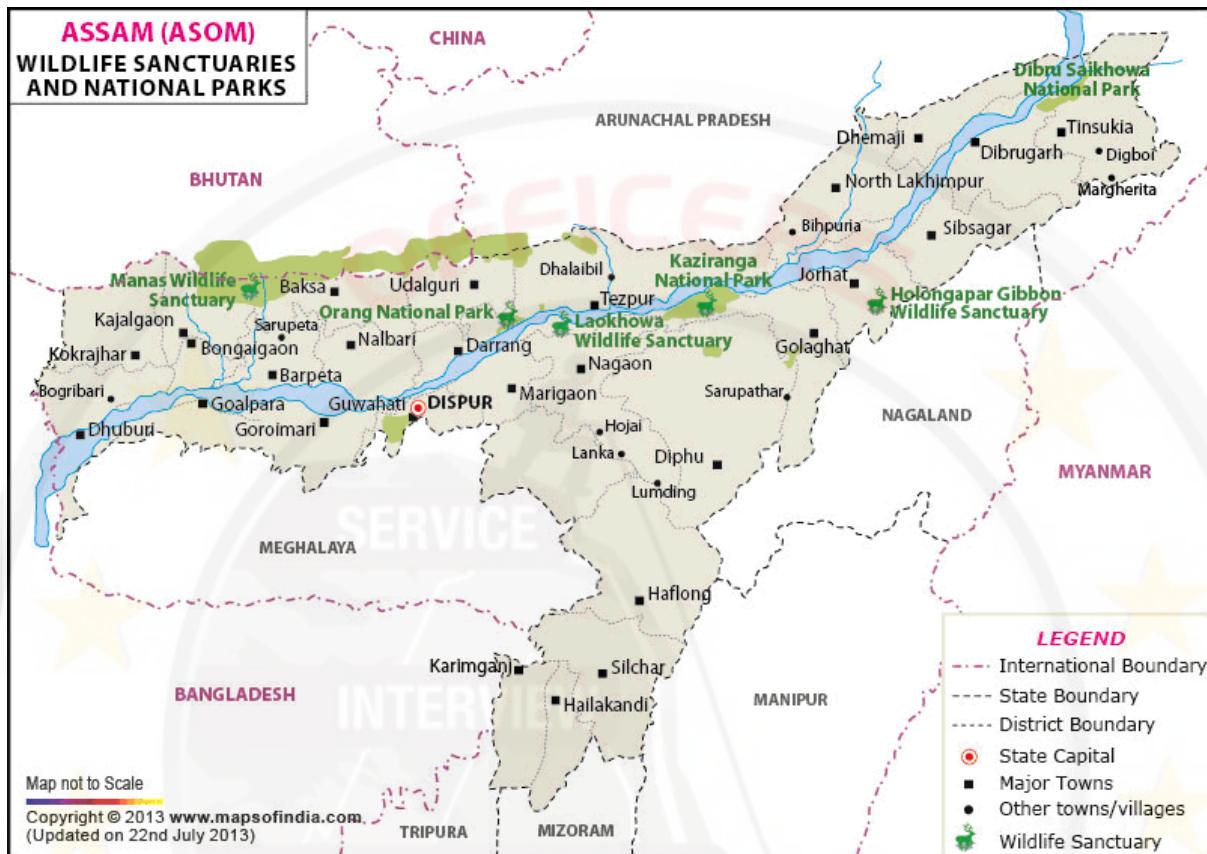 ASSAM (ASOM)
WILDLIFE SANCTUARIES
AND NATIONAL PARKS
CHINA
Dibru Saikhowa
National Park
ARUNACHAL PRADESH
Dhemaji
Tinsukia
Dibrugarh
Digboi
BHUTAN
North Lakhimpur
Margherita
OFFICERS
Bihpuria
Sibsagar
Manas Wildlife
Sanctuary
Baksa
Udalguri
Dhalaibil
Kaziranga
National Park
Jorhat
Orang National Park
Tezpur
Holongapar Gibbon
Wildlife Sanctuary
Kajalgaon
Sarupeta
Laokhowa
Wildlife Sanctuary
Kokrajhar
Bongaigaon
Nalbari
Darrang
Golaghat
Barpeta
Nagaon
Bogribari
Goalpara
Guwahati
DISPUR
Marigaon
Sarupathar
NAGALAND
Dhuburi
Goroimari
Hojai
Lanka
Diphu
MYANMAR
Lumding
SERVICE
MEGHALAYA
Haflong
LEGEND
International Boundary
State Boundary
District Boundary
State Capital
Major Towns
Other towns/villages
Wildlife Sanctuary
Karimganj
Silchar
BANGLADESH
INTERVIEW
Hailakandi
MANIPUR
Map not to Scale
Copyright © 2013 www.mapsofindia.com
(Updated on 22nd July 2013)
TRIPURA
MIZORAM